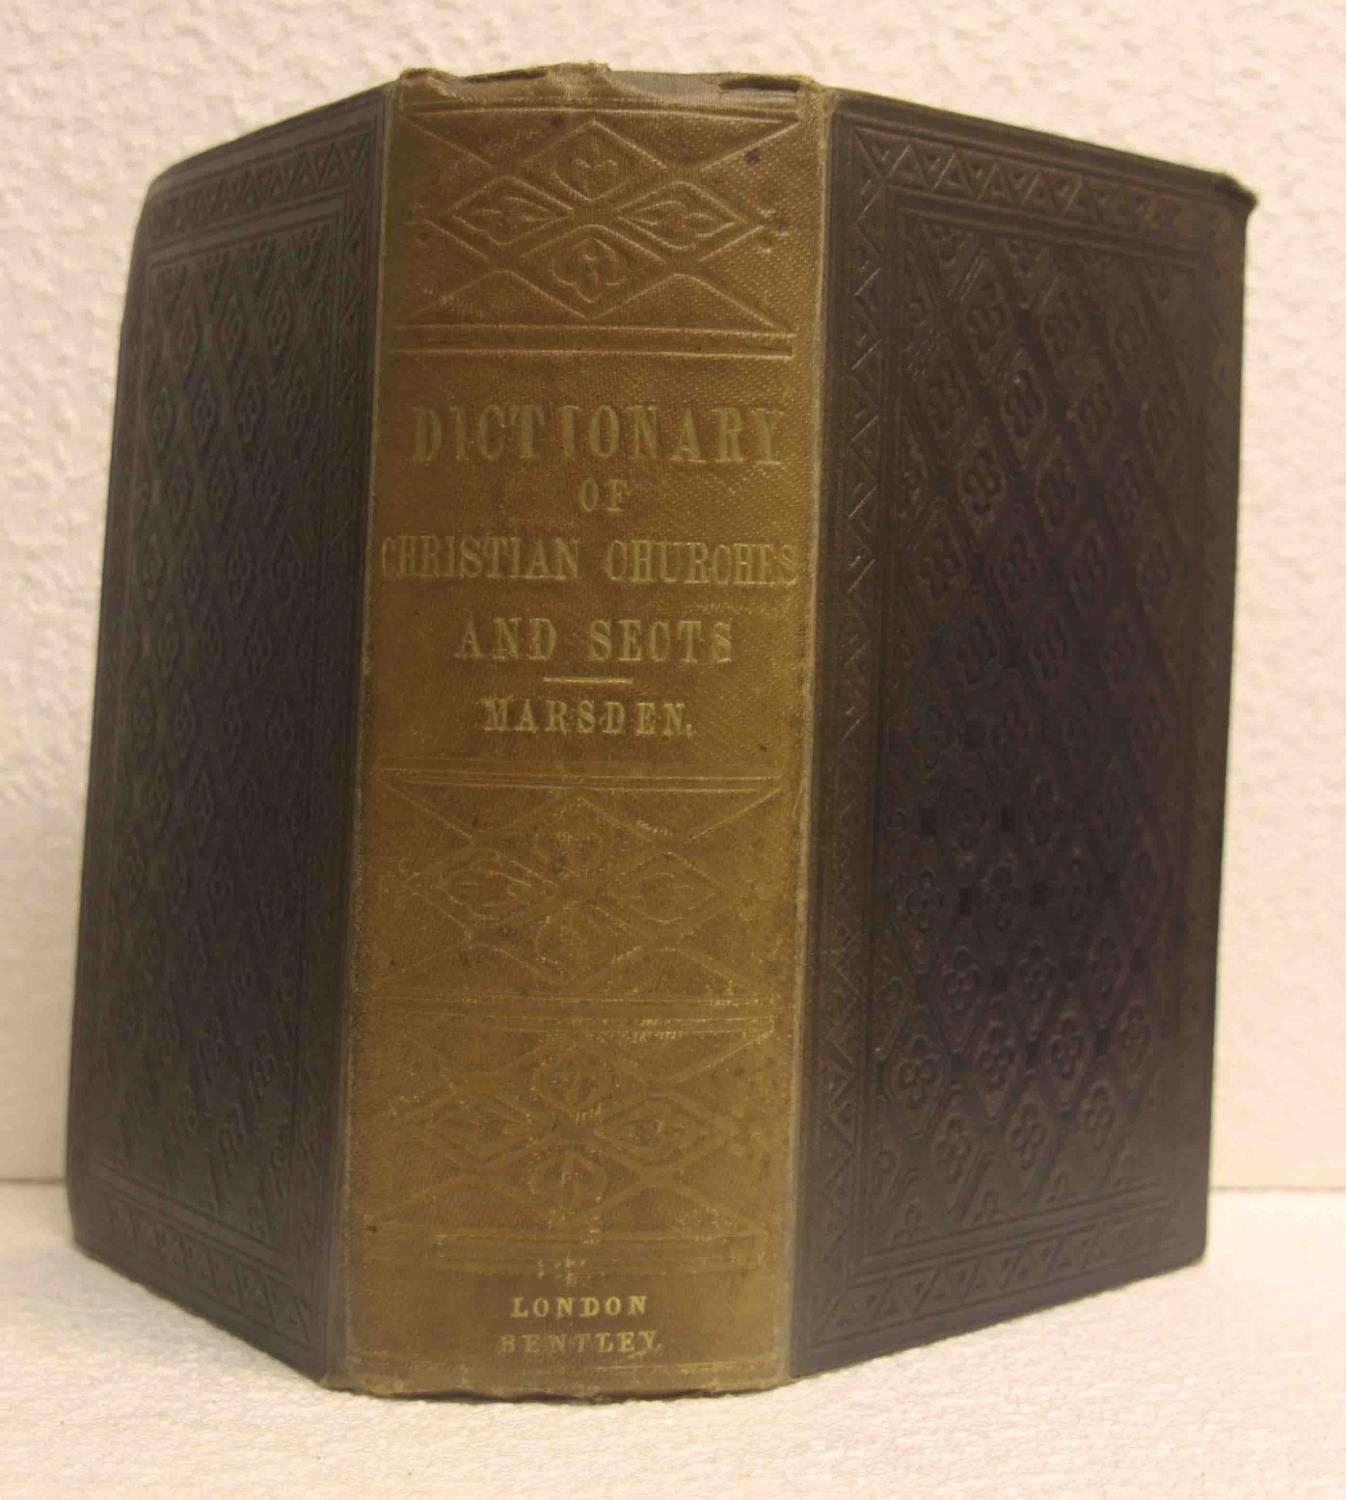 DICTIONARY
OF
CHRISTIAN CHURCHES
AND SECTS
MARSDEN.
LONDON
BENTLEY.